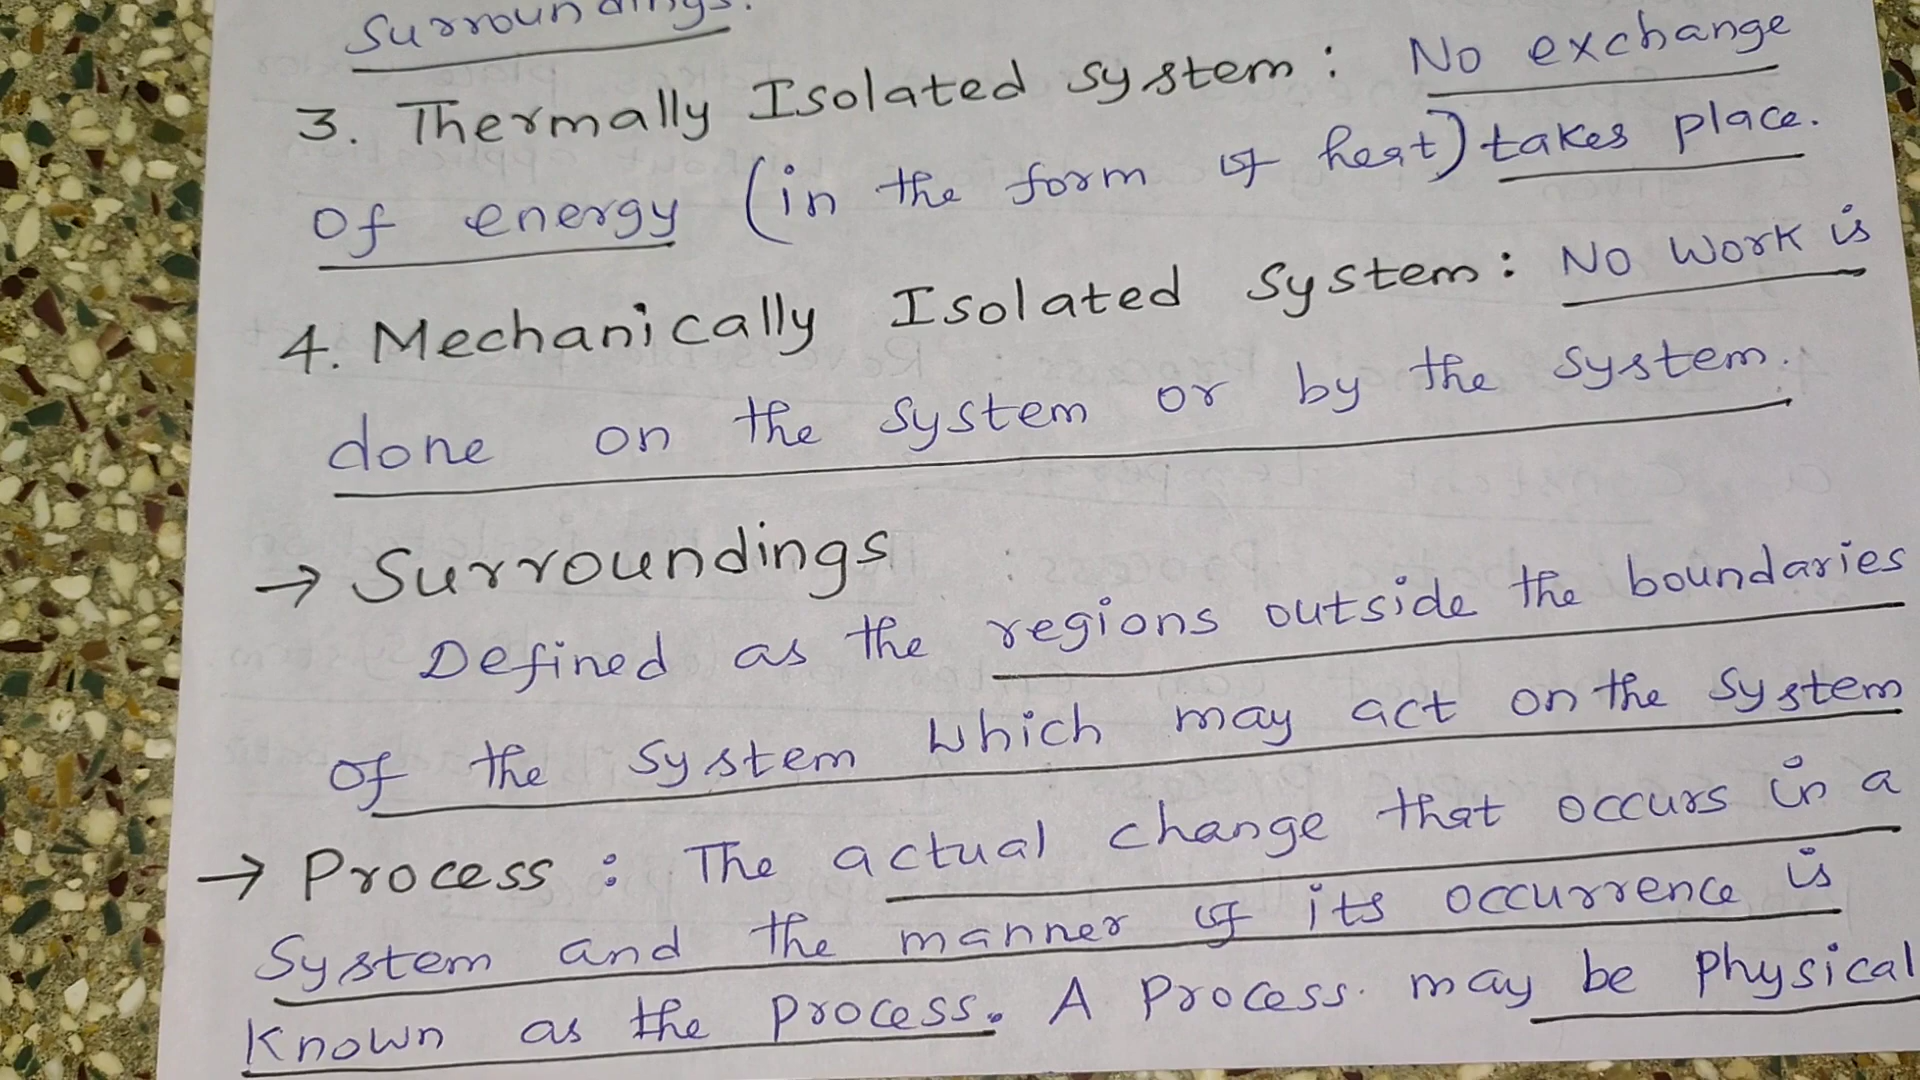 Surroundings.
3. Thermally Isolated system : No exchange
of energy (in the form of heat) takes place.
4. Mechanically Isolated System : No work is
done on the system or by the system.
→ Surroundings
Defined as the regions outside the boundaries
of the system which may act on the system
→ Process : The actual change that occurs in a
System and the manner of its occurrence is
known as the process. A process may be physical